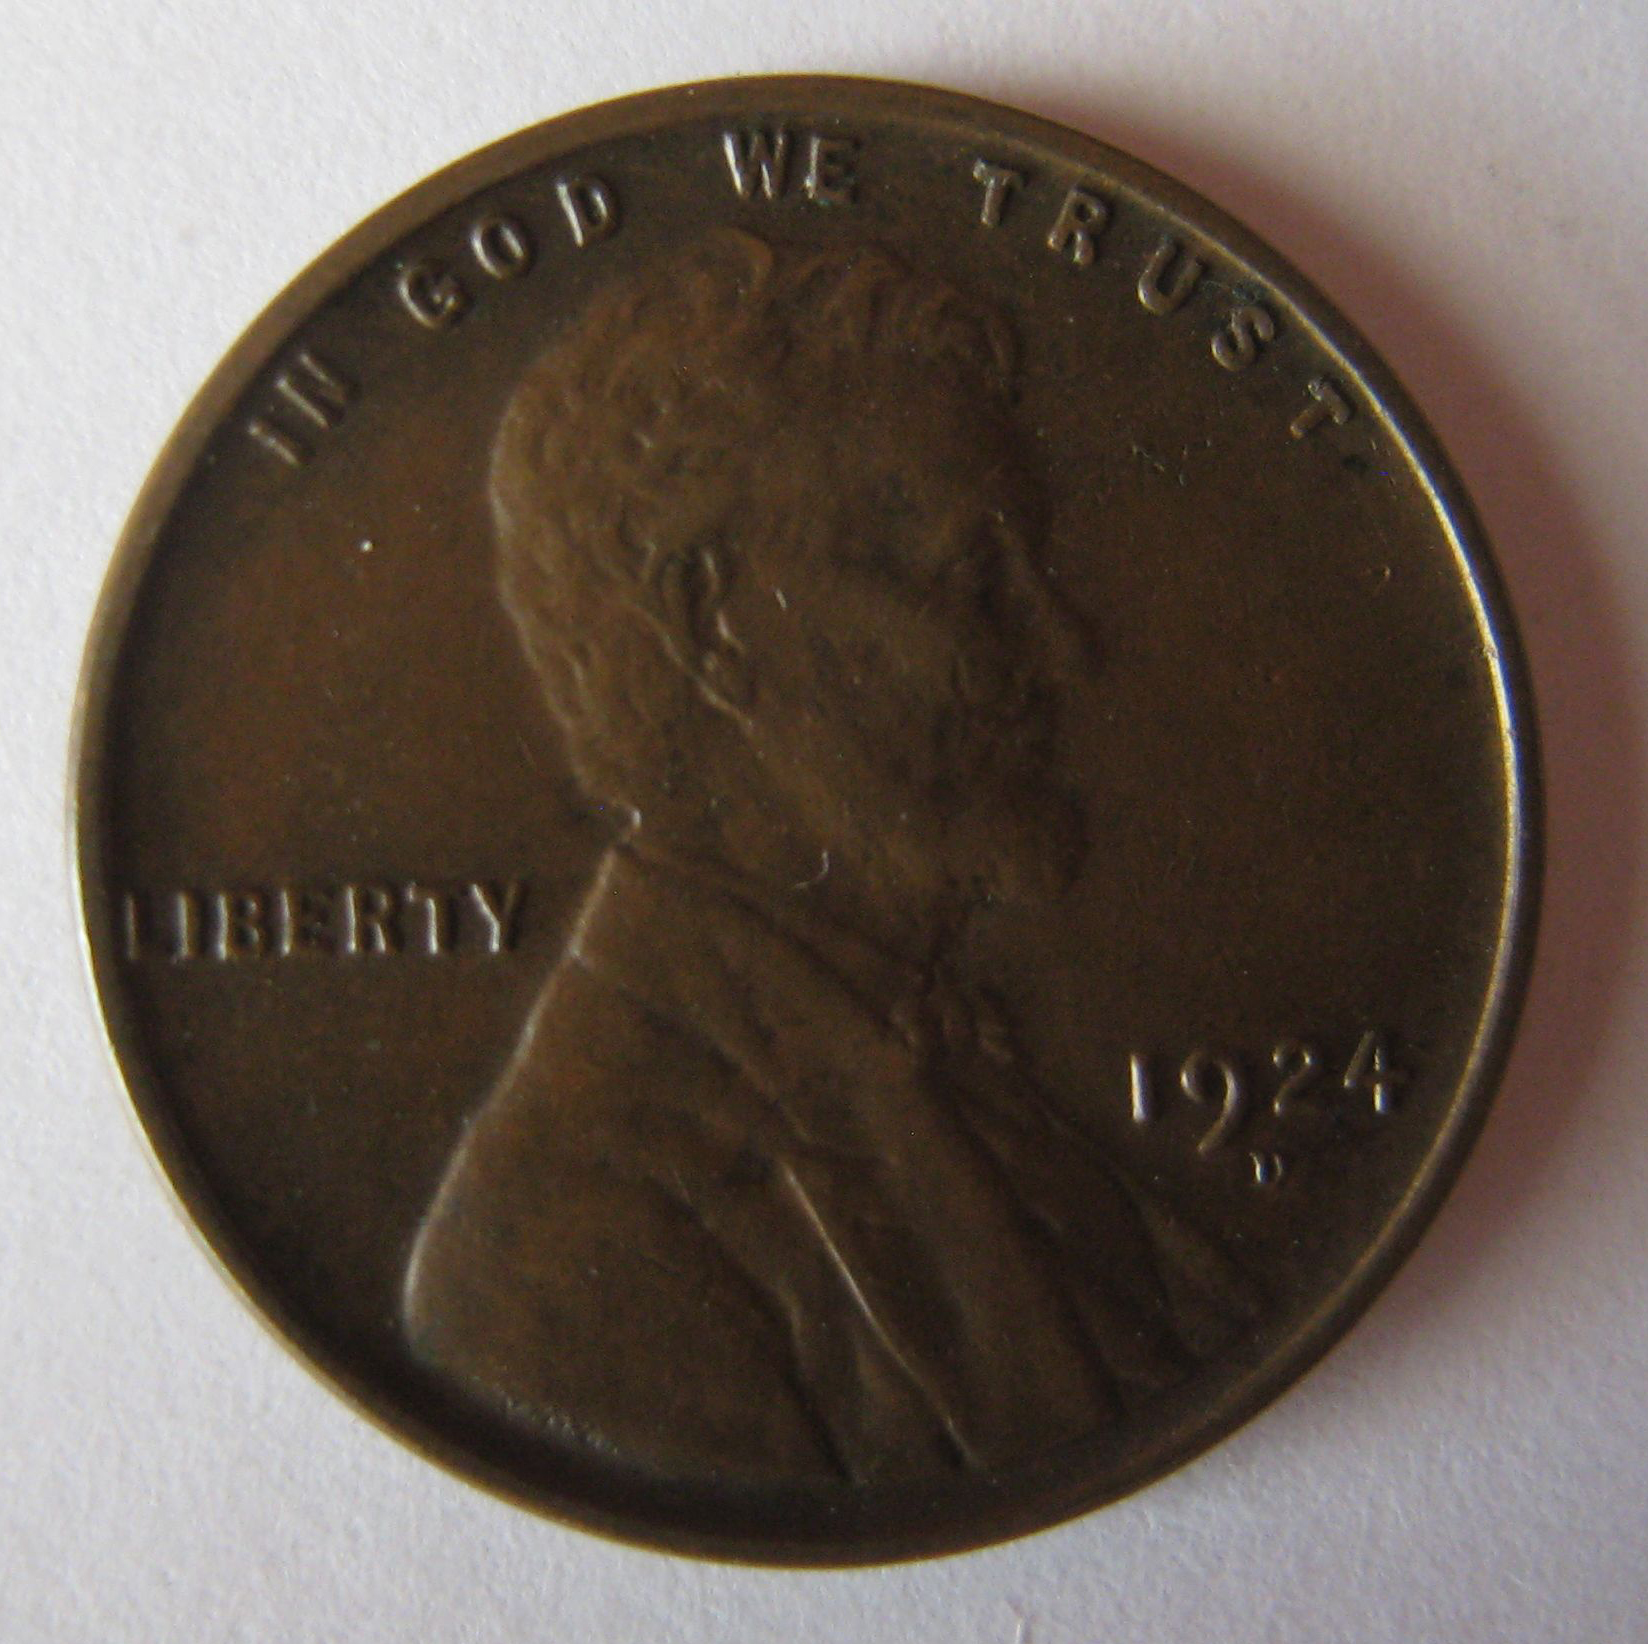 IN GOD WE TRUST
LIBERTY
1924
D